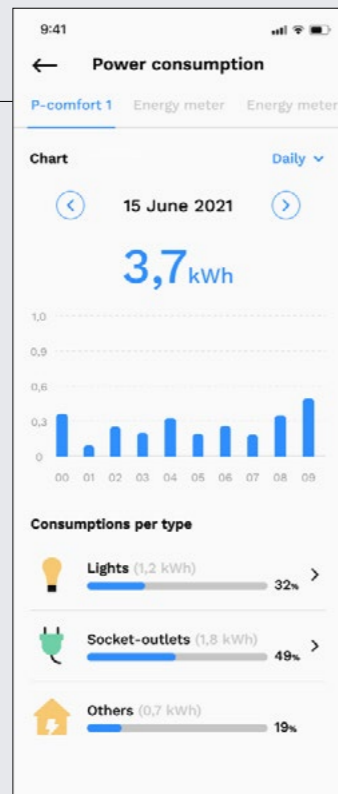 9:41
Power consumption
P-comfort 1 Energy meter Energy meter
Chart Daily
15 June 2021
3,7 kWh
1,0
0,9
0,6
0,3
0
00 01 02 03 04 05 06 07 08 09
Consumptions per type
Lights (1,2 kWh)
32%
Socket-outlets (1,8 kWh)
49%
Others (0,7 kWh)
19%